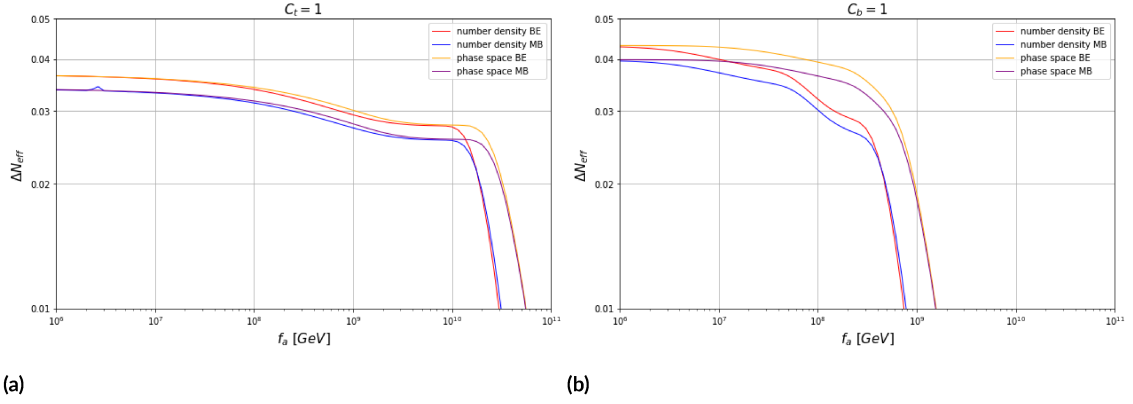 C_t = 1
0.05
0.04
0.03
0.02
0.01
ΔN_eff
number density BE
number density MB
phase space BE
phase space MB
10^6
10^7
10^8
10^9
10^10
10^11
f_a [GeV]
(a)
C_b = 1
0.05
0.04
0.03
0.02
0.01
ΔN_eff
number density BE
number density MB
phase space BE
phase space MB
10^6
10^7
10^8
10^9
10^10
10^11
f_a [GeV]
(b)